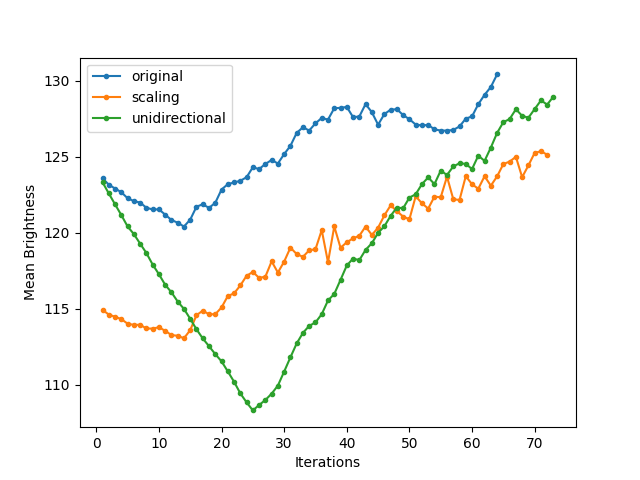 original
scaling
unidirectional
130
125
120
115
110
Mean Brightness
0 10 20 30 40 50 60 70
Iterations